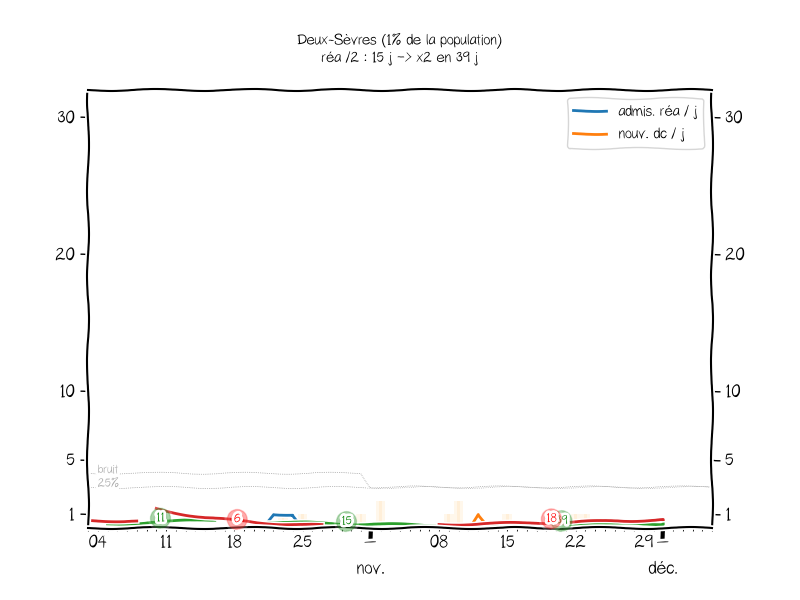 Deux-Sèvres (1% de la population)
réa /2 : 15 j -> x2 en 39 j
admis. réa / j
nouv. dc / j
30 30
20 20
10 10
5 5
bruit
25%
1 1
11 6 15 18 9
04 11 18 25 08 15 22 29
nov. déc.